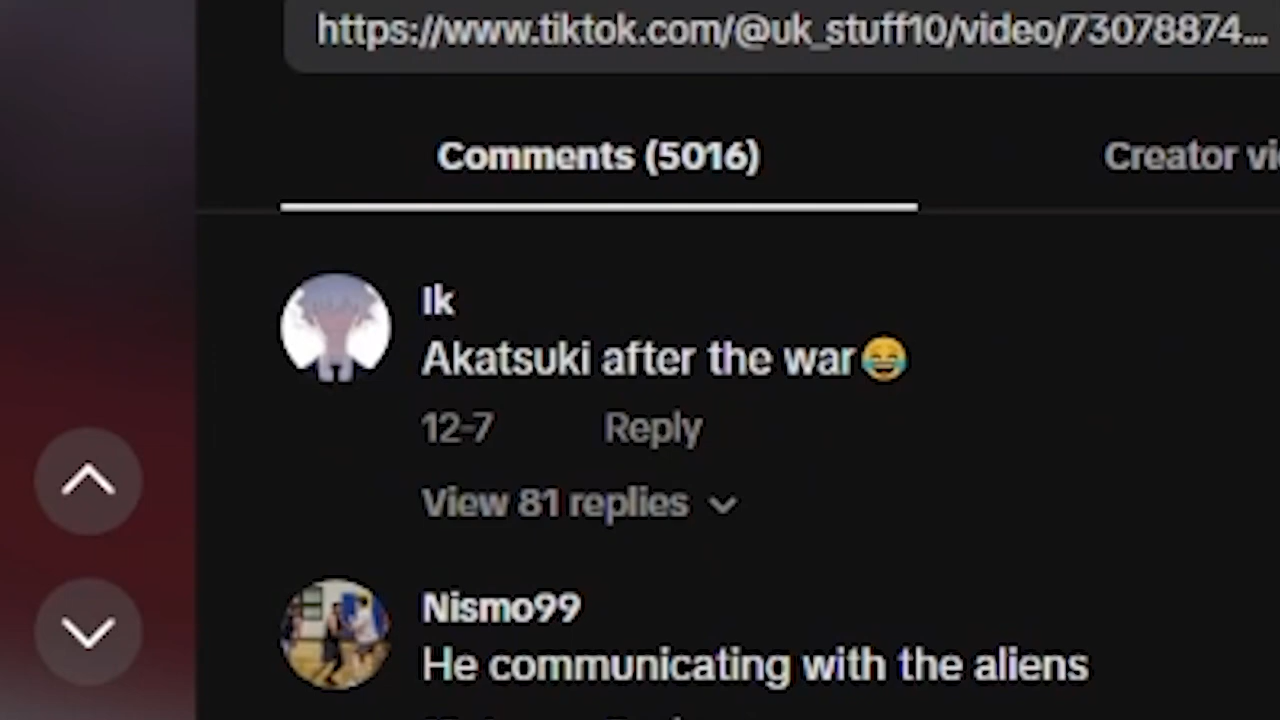 https://www.tiktok.com/@uk_stuff10/video/73078874...
Comments (5016)
Creator vi
Ik
Akatsuki after the war😂
12-7 Reply
View 81 replies
Nismo99
He communicating with the aliens